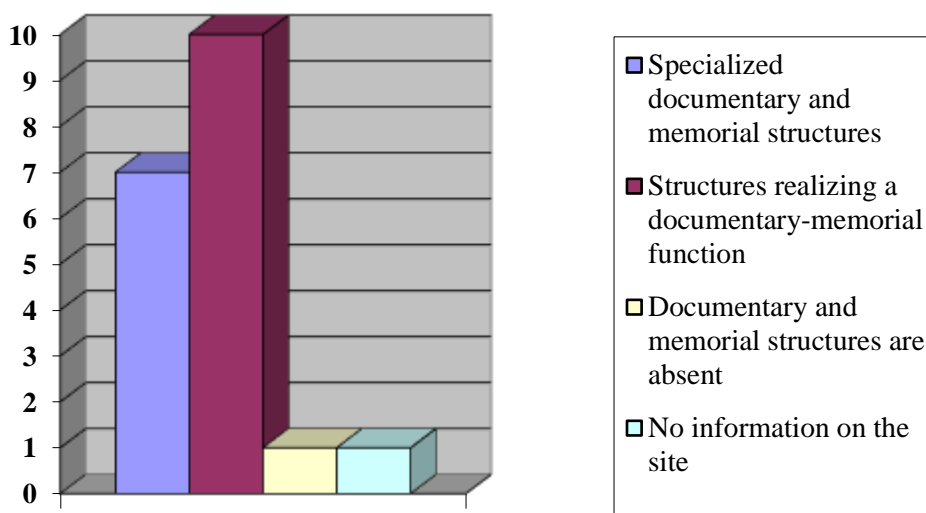 10
9
8
7
6
5
4
3
2
1
0
Specialized
documentary and
memorial structures
Structures realizing a
documentary-memorial
function
Documentary and
memorial structures are
absent
No information on the
site